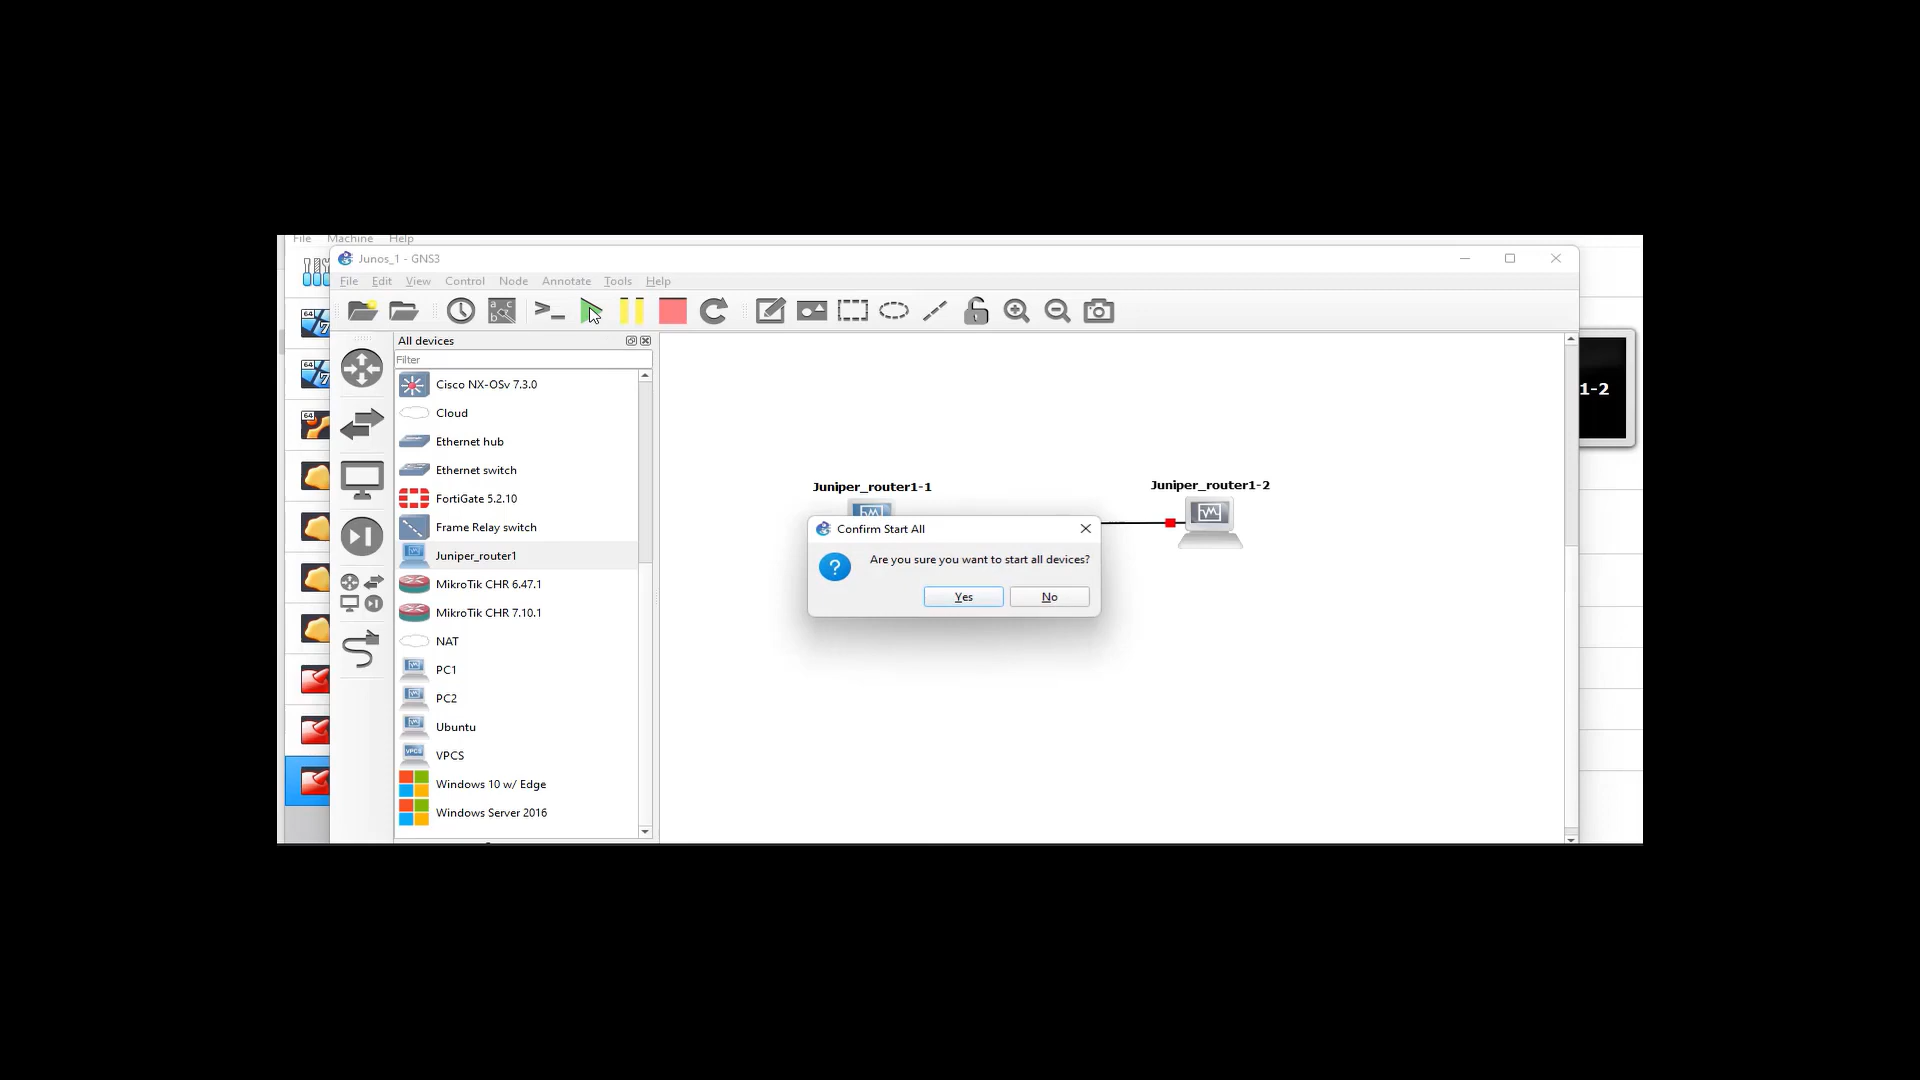 File Machine Help
Junos_1 - GNS3
File Edit View Control Node Annotate Tools Help
All devices
Filter
Cisco NX-OSv 7.3.0
Cloud
Ethernet hub
Ethernet switch
FortiGate 5.2.10
Frame Relay switch
Juniper_router1
MikroTik CHR 6.47.1
MikroTik CHR 7.10.1
NAT
PC1
PC2
Ubuntu
VPCS
Windows 10 w/ Edge
Windows Server 2016
Juniper_router1-1
Juniper_router1-2
Confirm Start All
Are you sure you want to start all devices?
Yes
No
1-2